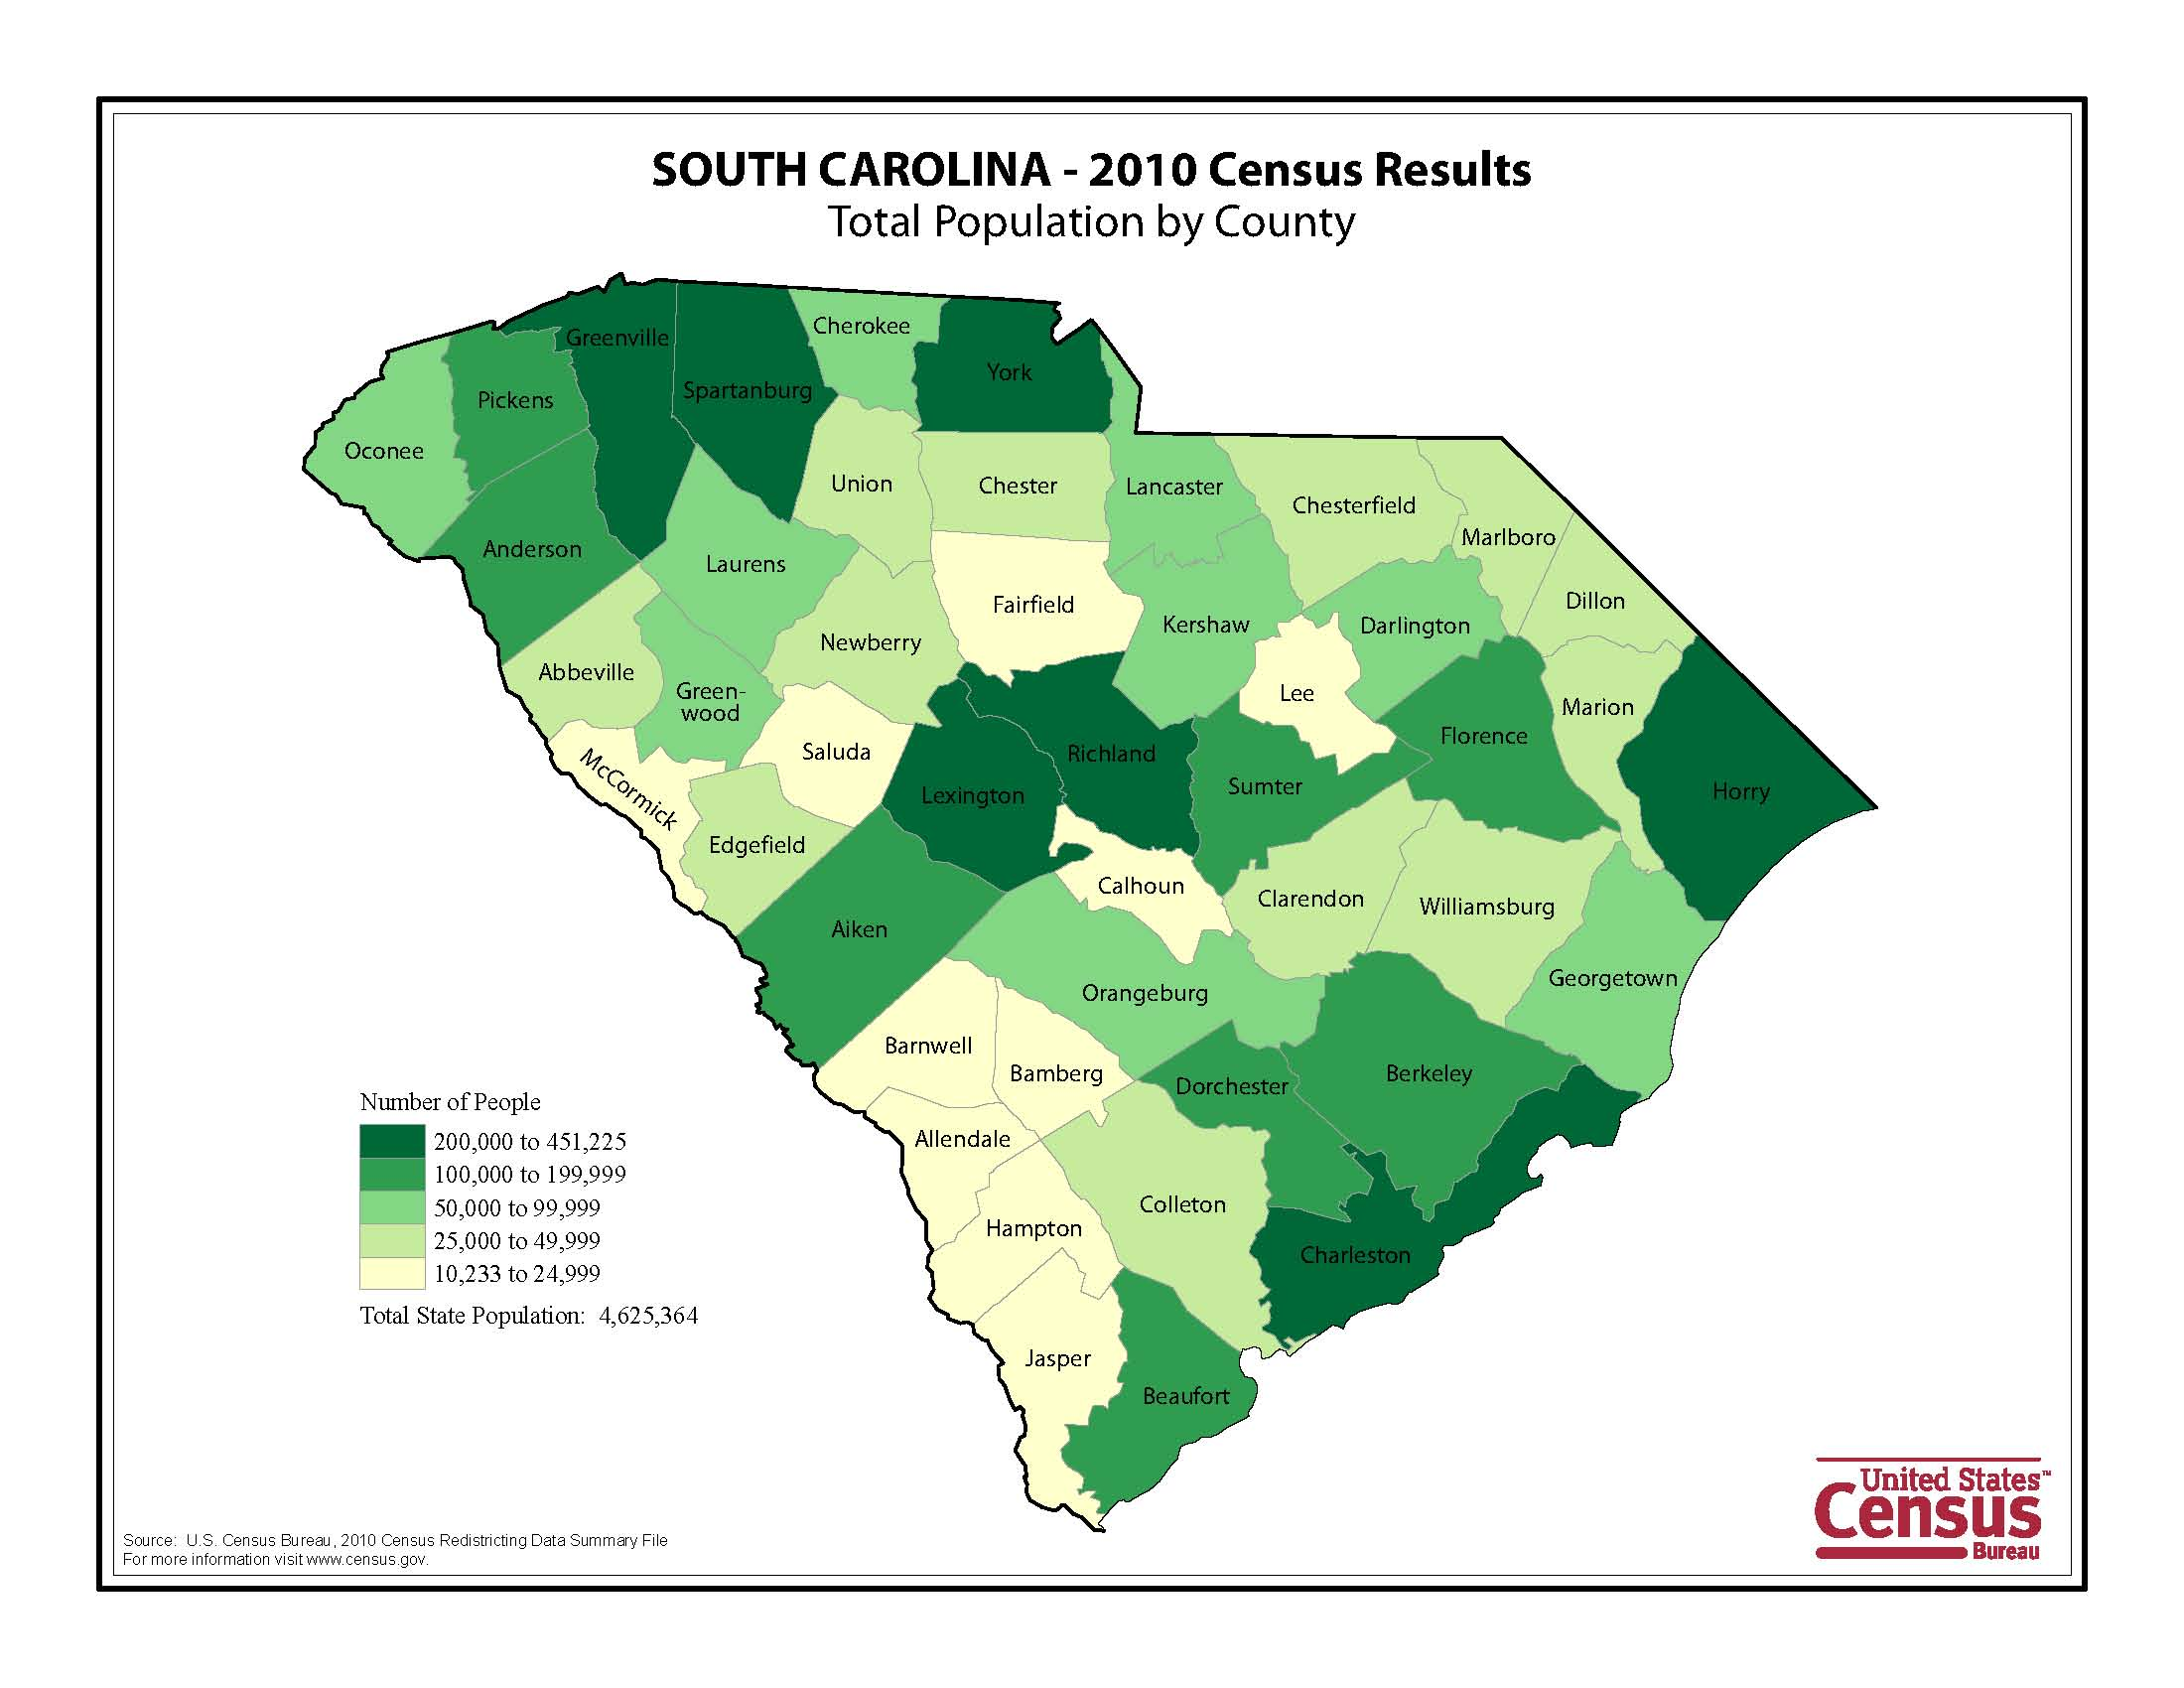 SOUTH CAROLINA - 2010 Census Results
Total Population by County
Greenville
Cherokee
Spartanburg
York
Pickens
Oconee
Union
Chester
Lancaster
Chesterfield
Marlboro
Anderson
Laurens
Fairfield
Dillon
Kershaw
Darlington
Newberry
Abbeville
Green-
wood
Lee
Marion
Saluda
Richland
Florence
McCormick
Lexington
Sumter
Horry
Edgefield
Calhoun
Clarendon
Williamsburg
Aiken
Georgetown
Orangeburg
Barnwell
Bamberg
Dorchester
Berkeley
Allendale
Colleton
Hampton
Charleston
Jasper
Beaufort
Number of People
200,000 to 451,225
100,000 to 199,999
50,000 to 99,999
25,000 to 49,999
10,233 to 24,999
Total State Population:  4,625,364
Source:  U.S. Census Bureau, 2010 Census Redistricting Data Summary File
For more information visit www.census.gov.
United States™
Census
Bureau